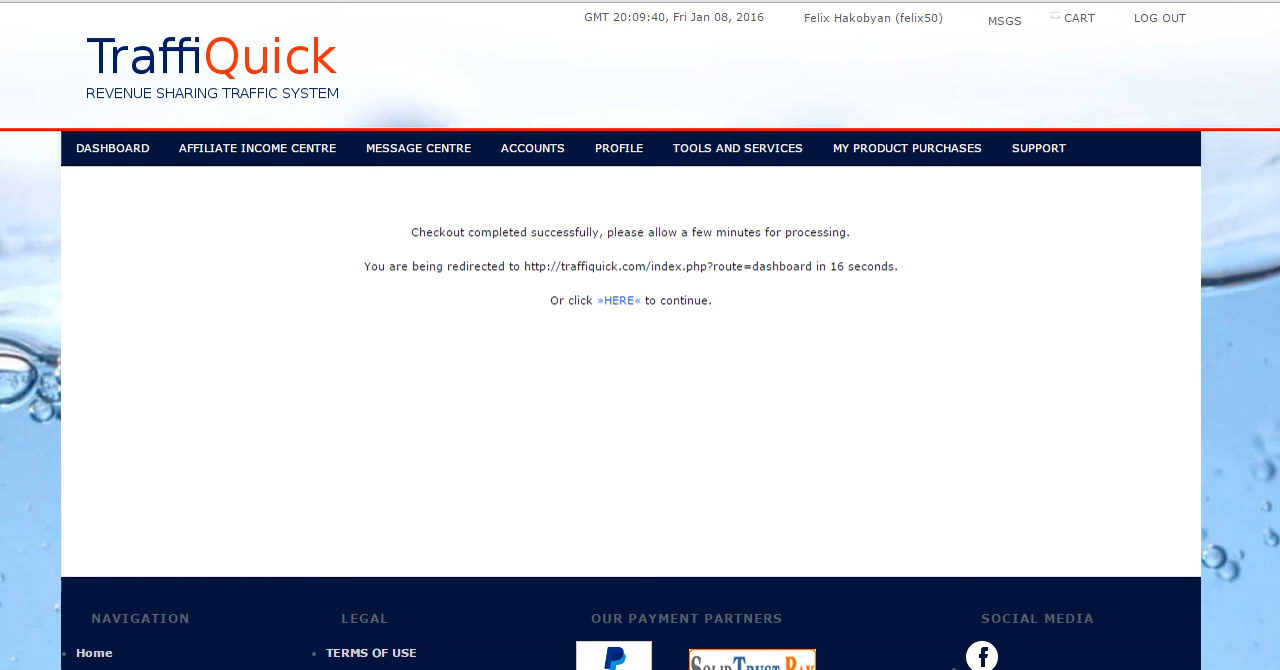 GMT 20:09:40, Fri Jan 08, 2016 Felix Hakobyan (felix50) MSGS CART LOG OUT
TraffiQuick
REVENUE SHARING TRAFFIC SYSTEM
DASHBOARD AFFILIATE INCOME CENTRE MESSAGE CENTRE ACCOUNTS PROFILE TOOLS AND SERVICES MY PRODUCT PURCHASES SUPPORT
Checkout completed successfully, please allow a few minutes for processing.
You are being redirected to http://traffiquick.com/index.php?route=dashboard in 16 seconds.
Or click »HERE« to continue.
NAVIGATION LEGAL OUR PAYMENT PARTNERS SOCIAL MEDIA
Home TERMS OF USE
SolidTrust Pay